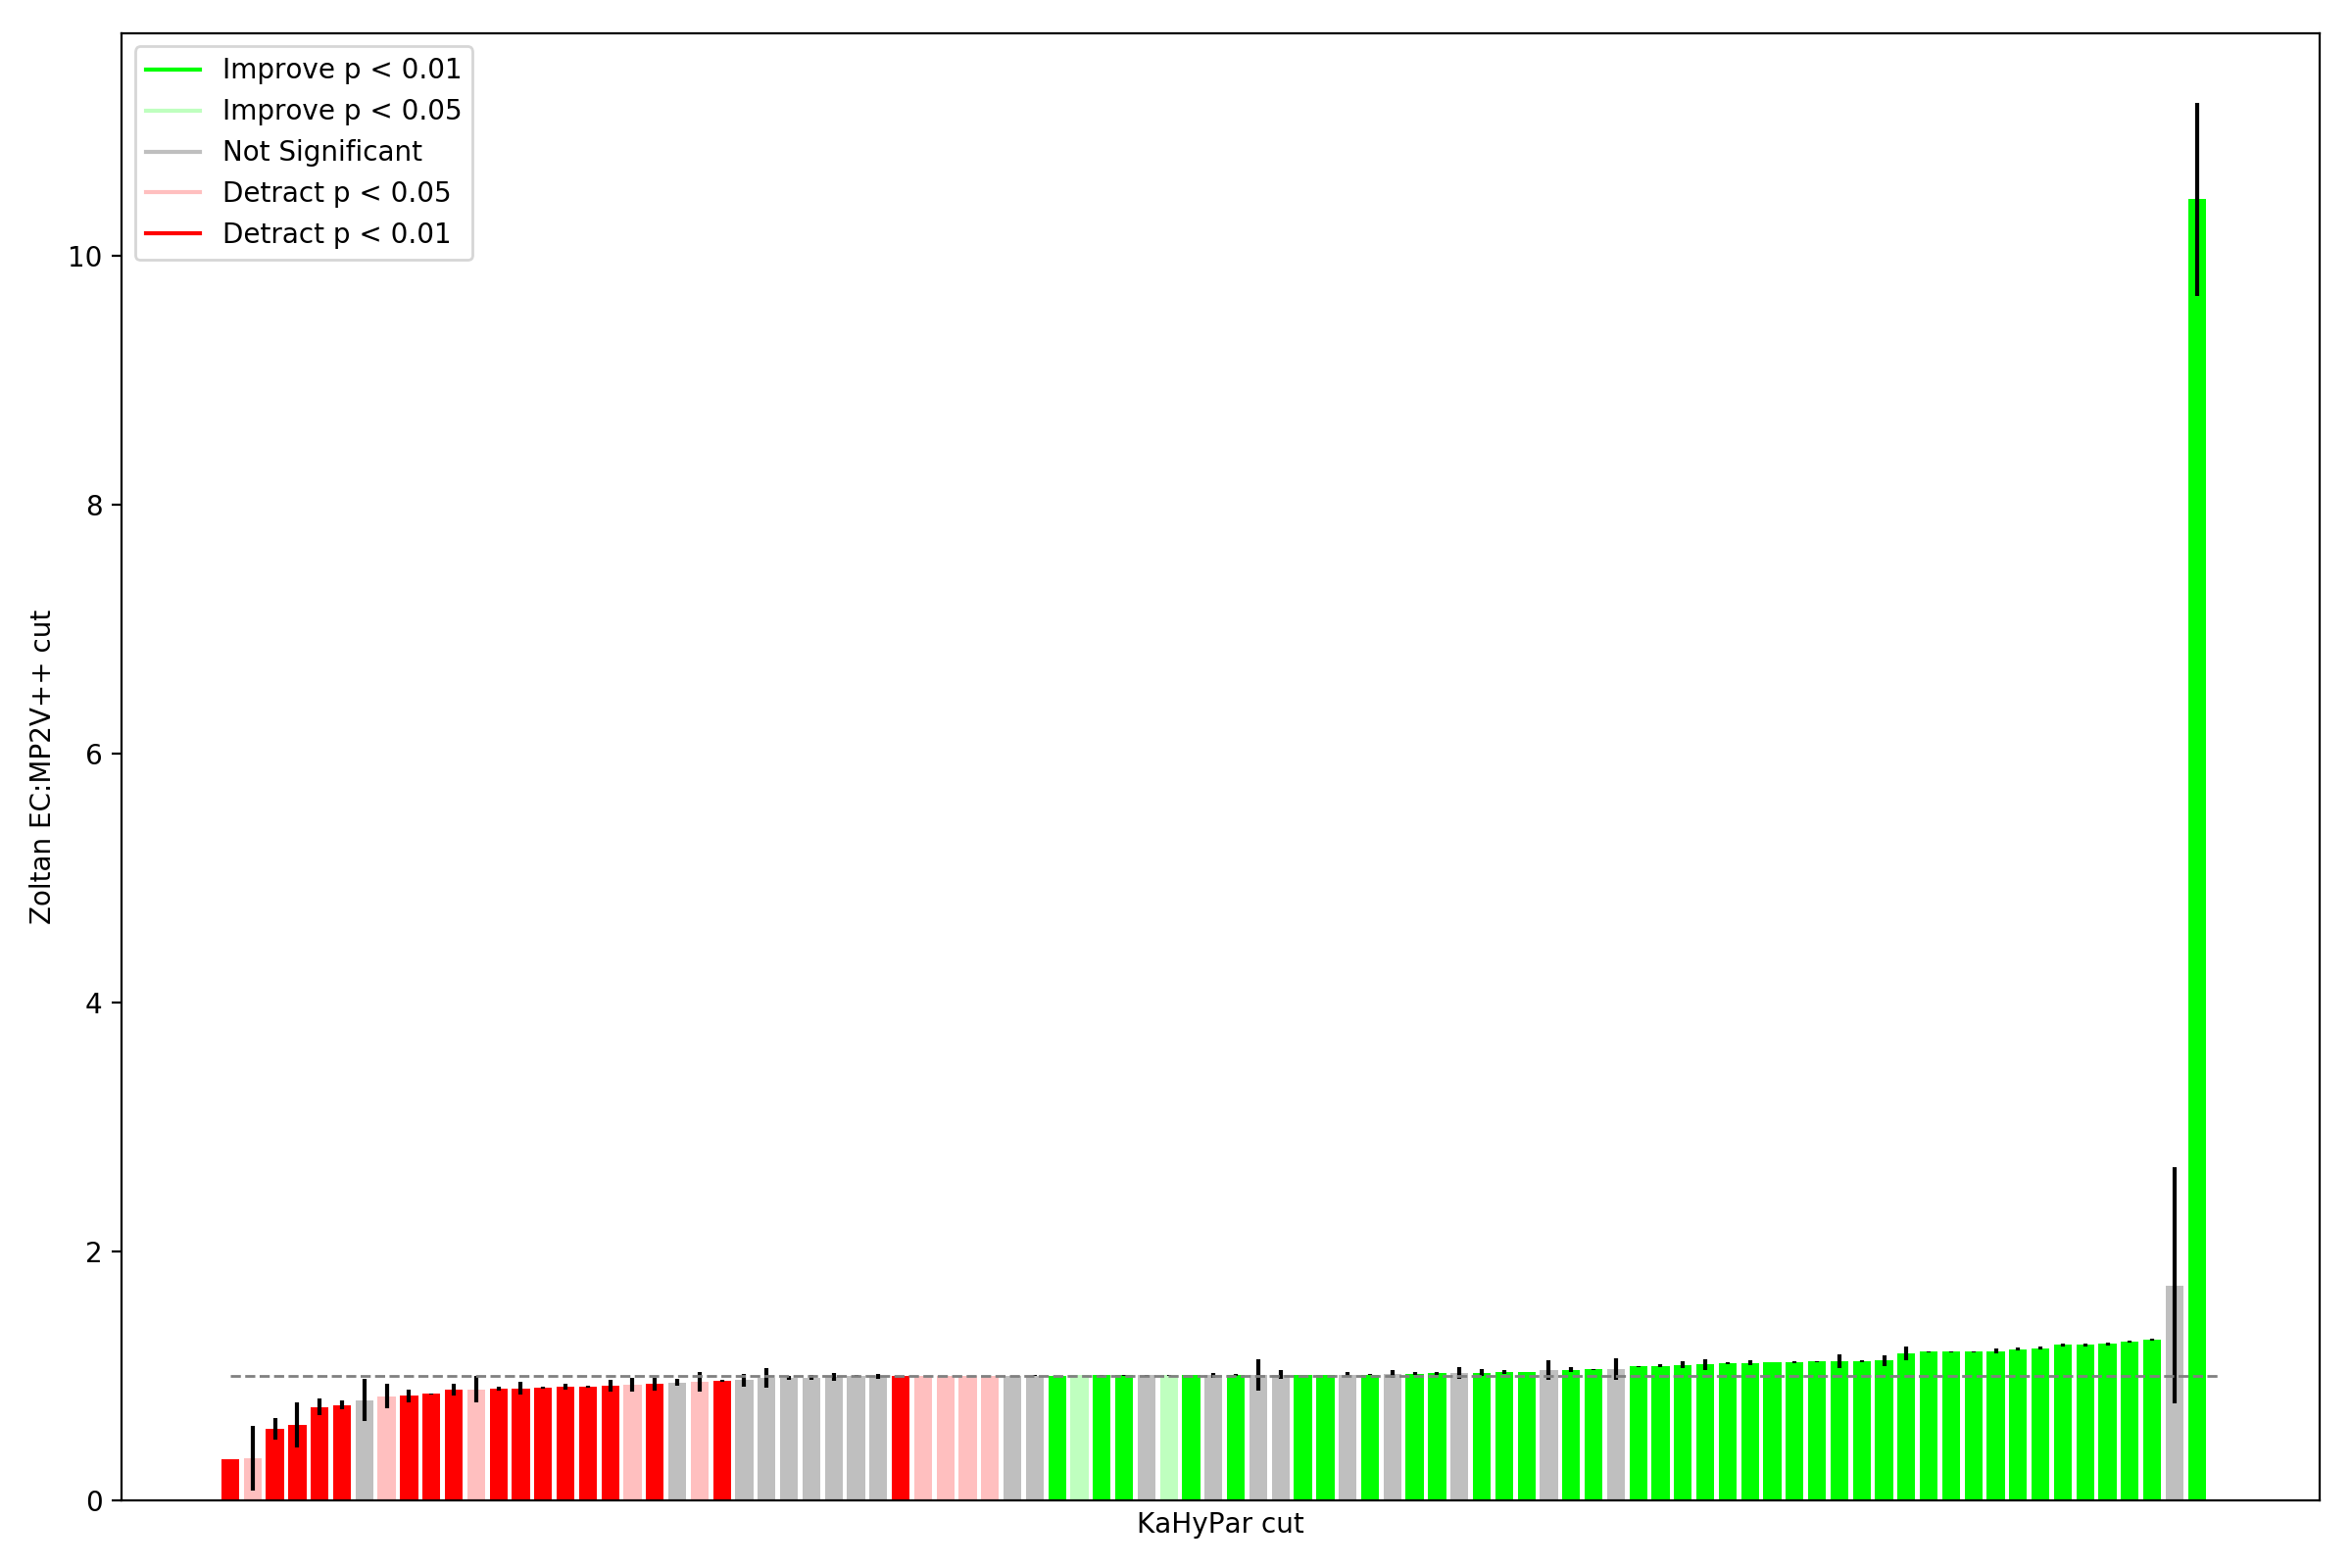 Improve p < 0.01
Improve p < 0.05
Not Significant
Detract p < 0.05
Detract p < 0.01
10
8
6
4
2
0
Zoltan EC:MP2V++ cut
KaHyPar cut